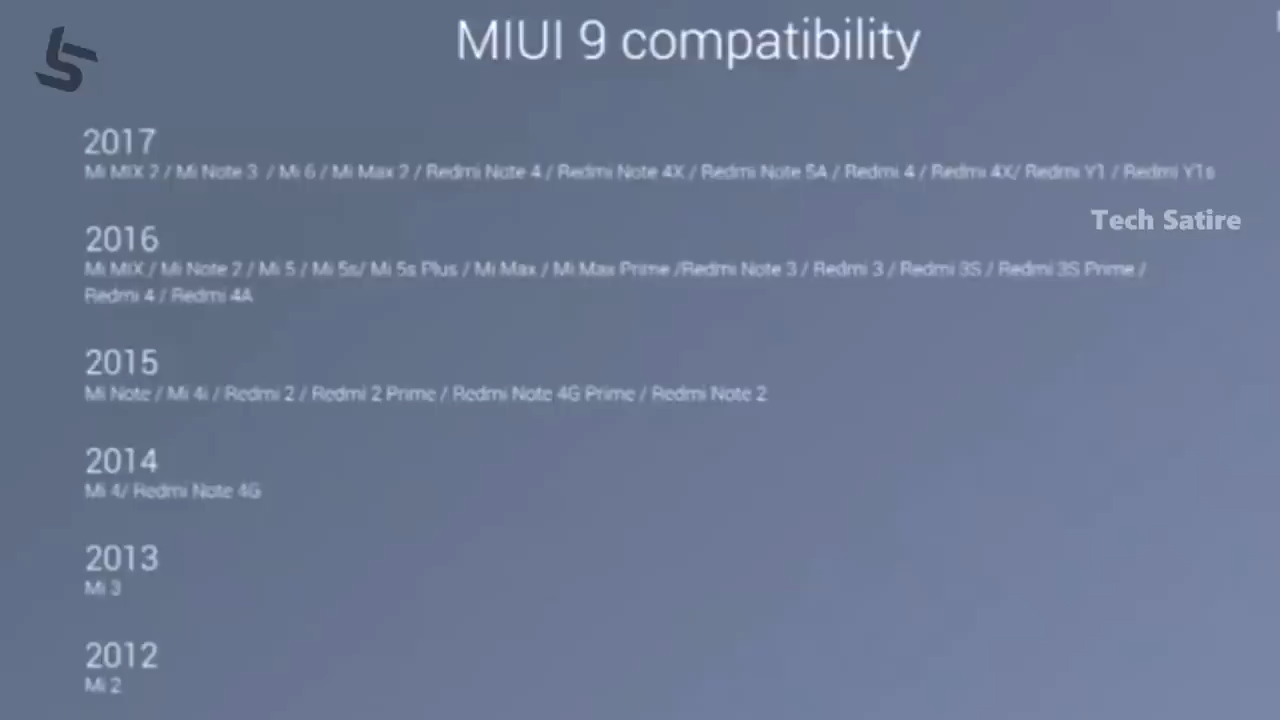 MIUI 9 compatibility
2017
Mi MIX 2 / Mi Note 3 / Mi 6 / Mi Max 2 / Redmi Note 4 / Redmi Note 4X / Redmi Note 5A / Redmi 4 / Redmi 4X/ Redmi Y1 / Redmi Y1s
Tech Satire
2016
Mi MIX / Mi Note 2 / Mi 5 / Mi 5s/ Mi 5s Plus / Mi Max / Mi Max Prime /Redmi Note 3 / Redmi 3 / Redmi 3S / Redmi 3S Prime /
Redmi 4 / Redmi 4A
2015
Mi Note / Mi 4i / Redmi 2 / Redmi 2 Prime / Redmi Note 4G Prime / Redmi Note 2
2014
Mi 4/ Redmi Note 4G
2013
Mi 3
2012
Mi 2